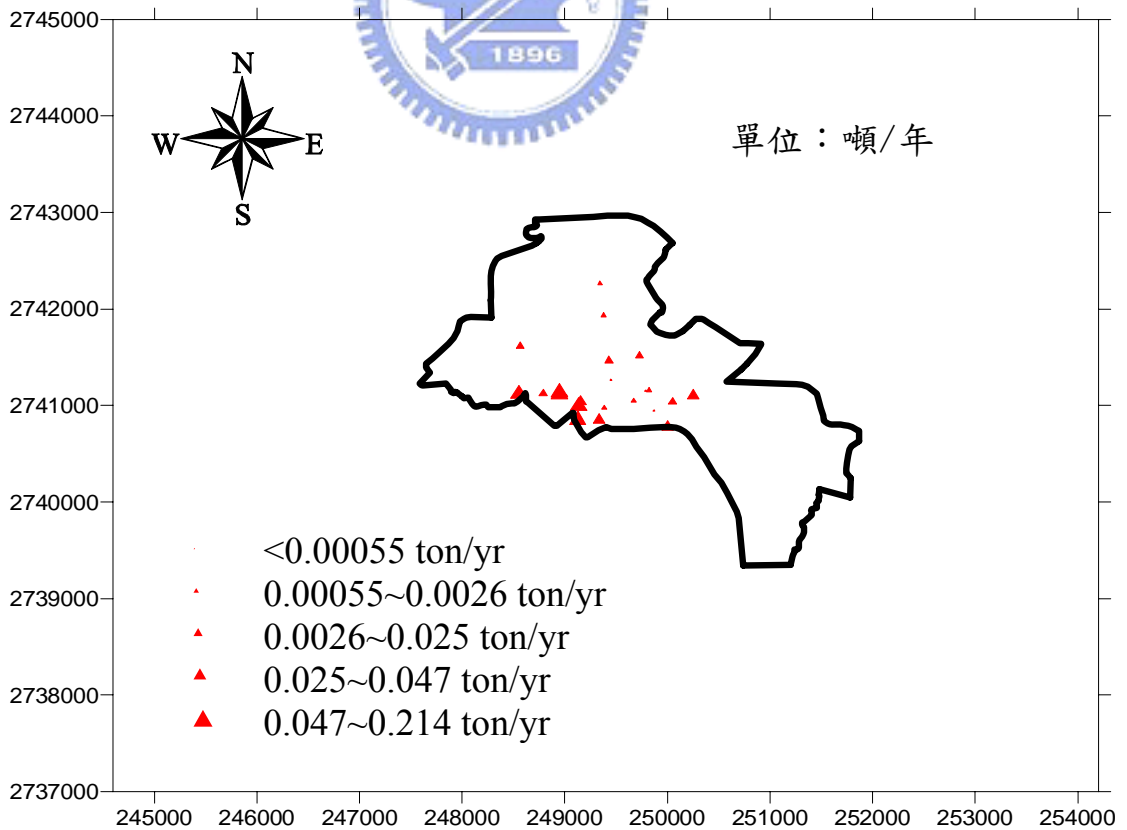 1896
N
W E
S
單位：噸/年
2745000
2744000
2743000
2742000
2741000
2740000
2739000
2738000
2737000
<0.00055 ton/yr
0.00055~0.0026 ton/yr
0.0026~0.025 ton/yr
0.025~0.047 ton/yr
0.047~0.214 ton/yr
245000 246000 247000 248000 249000 250000 251000 252000 253000 254000